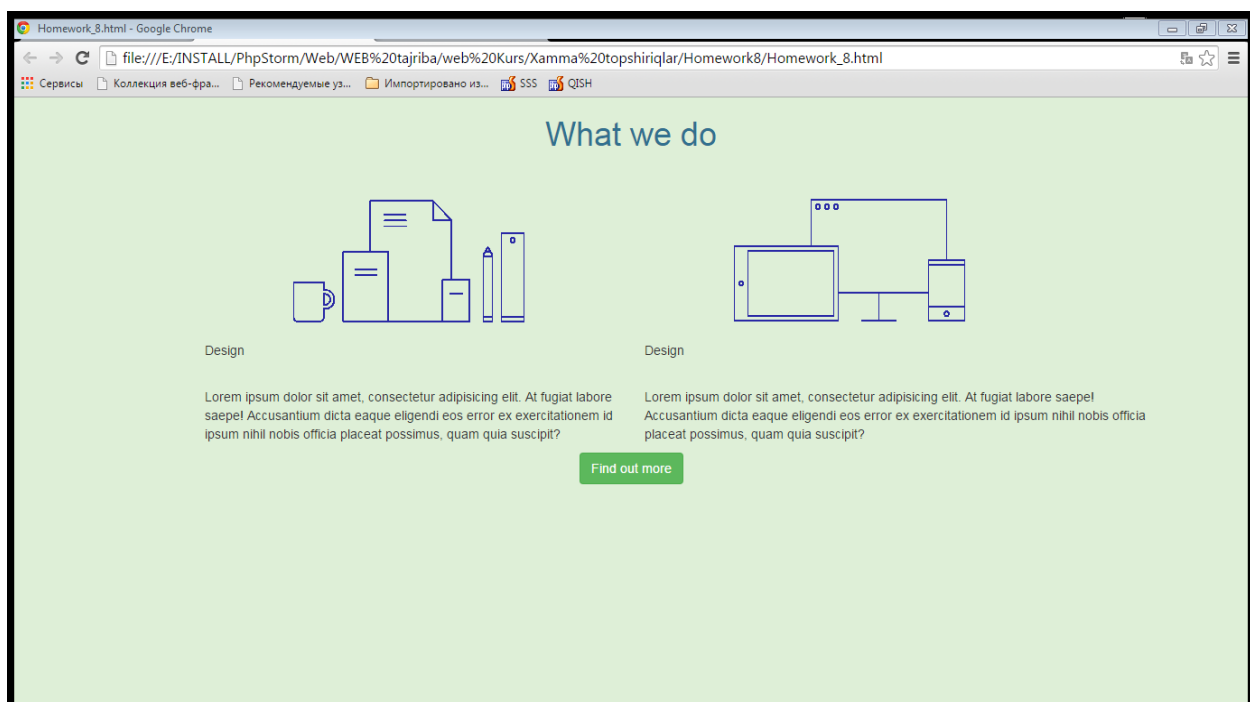 Homework_8.html - Google Chrome
file:///E:/INSTALL/PhpStorm/Web/WEB%20tajriba/web%20Kurs/Xamma%20topshiriqlar/Homework8/Homework_8.html
Сервисы Коллекция веб-фра... Рекомендуемые уз... Импортировано из... SSS QISH
What we do
Design
Lorem ipsum dolor sit amet, consectetur adipisicing elit. At fugiat labore
saepe! Accusantium dicta eaque eligendi eos error ex exercitationem id
ipsum nihil nobis officia placeat possimus, quam quia suscipit?
Design
Lorem ipsum dolor sit amet, consectetur adipisicing elit. At fugiat labore saepe!
Accusantium dicta eaque eligendi eos error ex exercitationem id ipsum nihil nobis officia
placeat possimus, quam quia suscipit?
Find out more